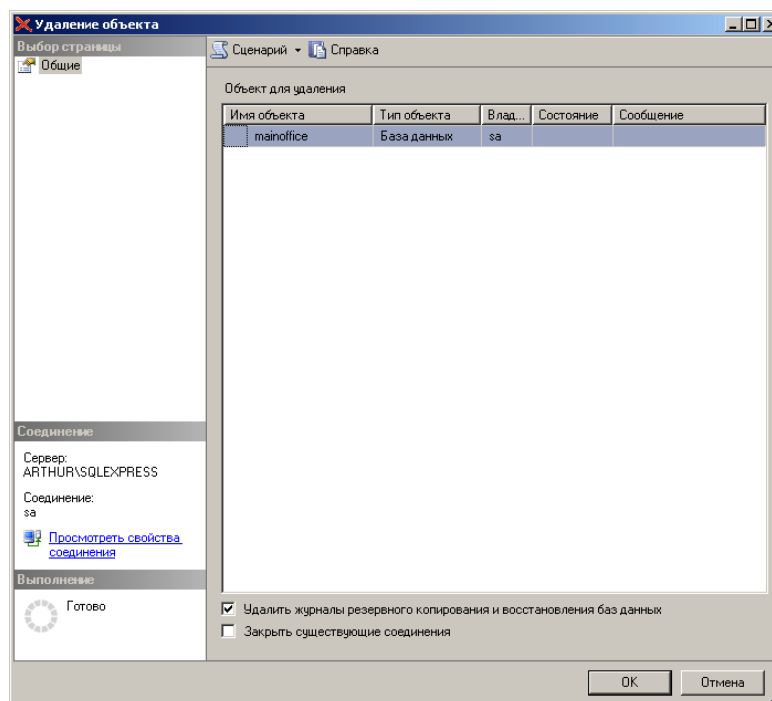 Удаление объекта
Выбор страницы
Общие
Сценарий
Справка
Объект для удаления
Имя объекта Тип объекта Влад... Состояние Сообщение
mainoffice База данных sa
Соединение
Сервер:
ARTHUR\SQLEXPRESS
Соединение:
sa
Просмотреть свойства
соединения
Выполнение
Готово
Удалить журналы резервного копирования и восстановления баз данных
Закрыть существующие соединения
OK Отмена